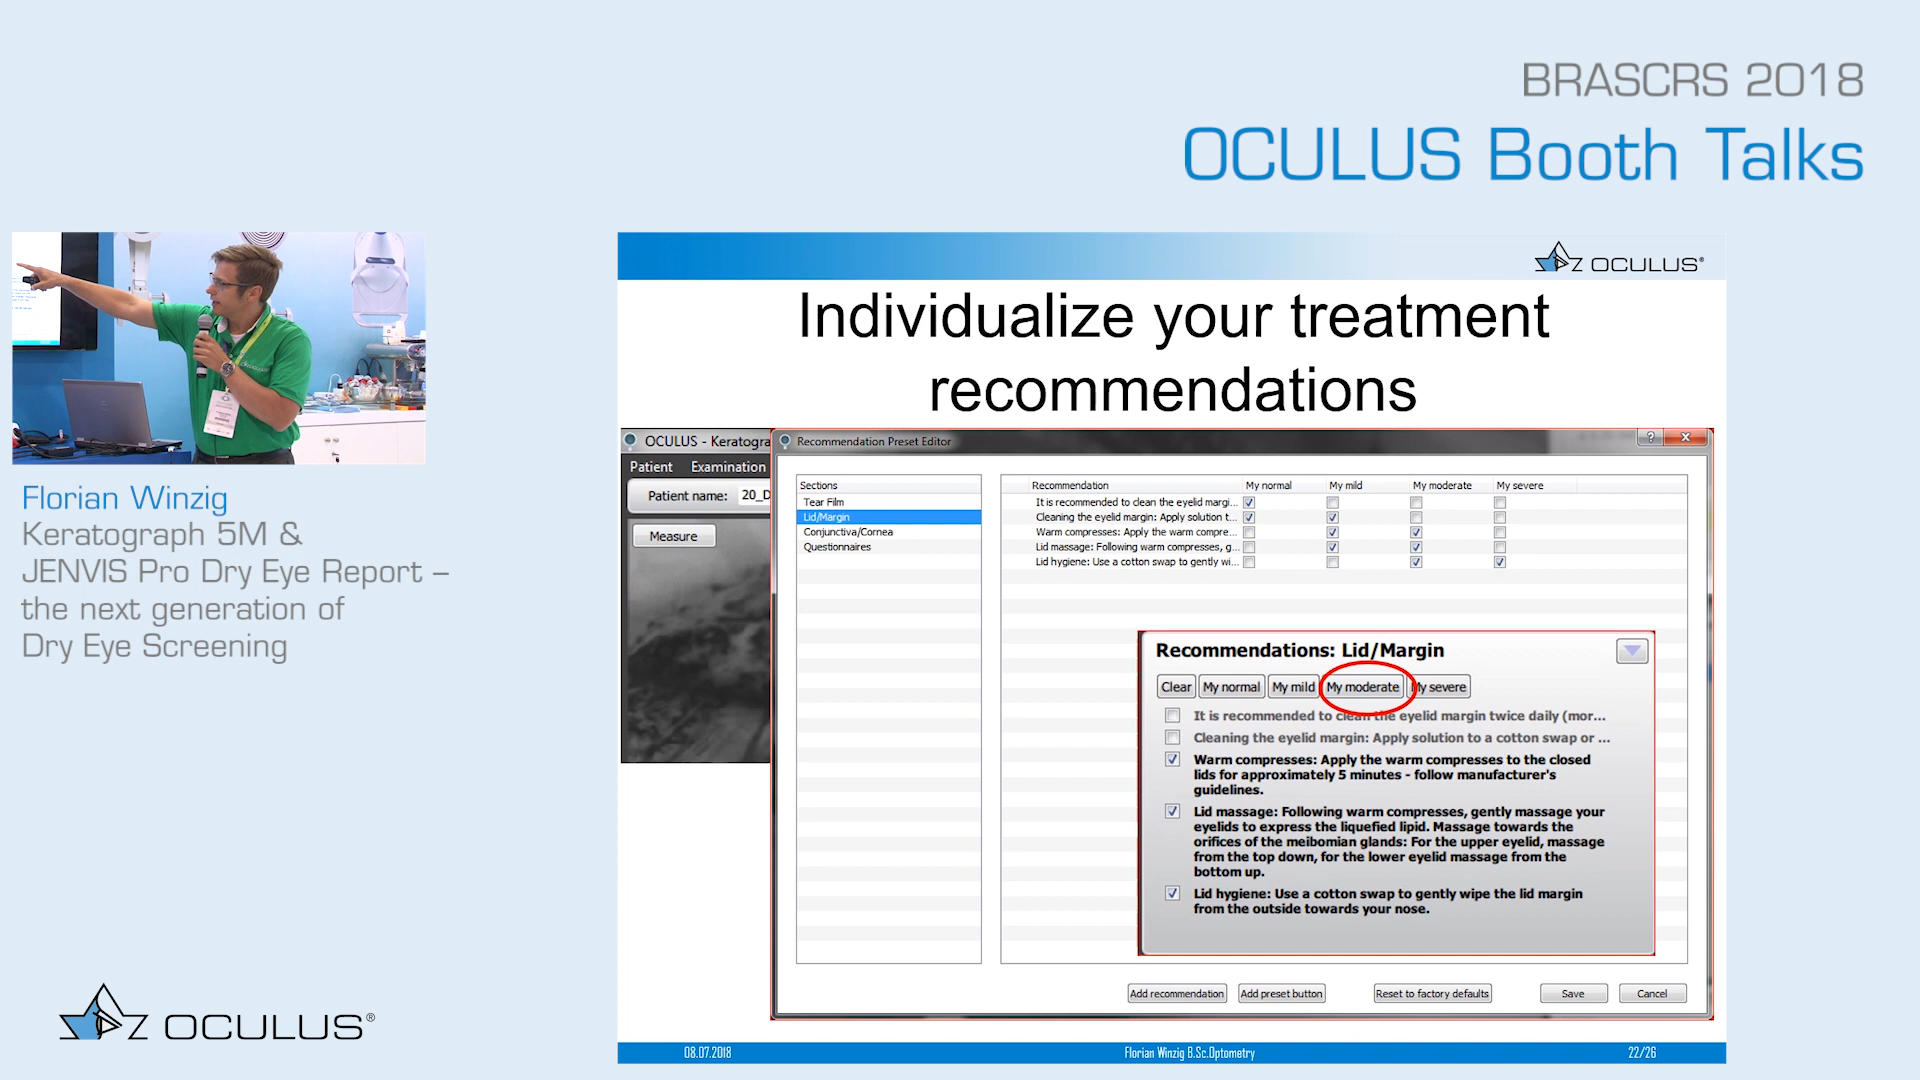 BRASCRS 2018
OCULUS Booth Talks
Florian Winzig
Keratograph 5M &
JENVIS Pro Dry Eye Report –
the next generation of
Dry Eye Screening
OCULUS®
OCULUS®
Individualize your treatment
recommendations
OCULUS - Keratogra
Patient Examination
Patient name: 20_D
Measure
Recommendation Preset Editor
Sections
Tear Film
Lid/Margin
Conjunctiva/Cornea
Questionnaires
Recommendation My normal My mild My moderate My severe
It is recommended to clean the eyelid margi...
Cleaning the eyelid margin: Apply solution t...
Warm compresses: Apply the warm compre...
Lid massage: Following warm compresses, g...
Lid hygiene: Use a cotton swap to gently wi...
Recommendations: Lid/Margin
Clear My normal My mild My moderate My severe
It is recommended to clean the eyelid margin twice daily (mor...
Cleaning the eyelid margin: Apply solution to a cotton swap or ...
Warm compresses: Apply the warm compresses to the closed
lids for approximately 5 minutes - follow manufacturer's
guidelines.
Lid massage: Following warm compresses, gently massage your
eyelids to express the liquefied lipid. Massage towards the
orifices of the meibomian glands: For the upper eyelid, massage
from the top down, for the lower eyelid massage from the
bottom up.
Lid hygiene: Use a cotton swap to gently wipe the lid margin
from the outside towards your nose.
Add recommendation Add preset button Reset to factory defaults Save Cancel
08.07.2018 Florian Winzig B.Sc.Optometry 22/26